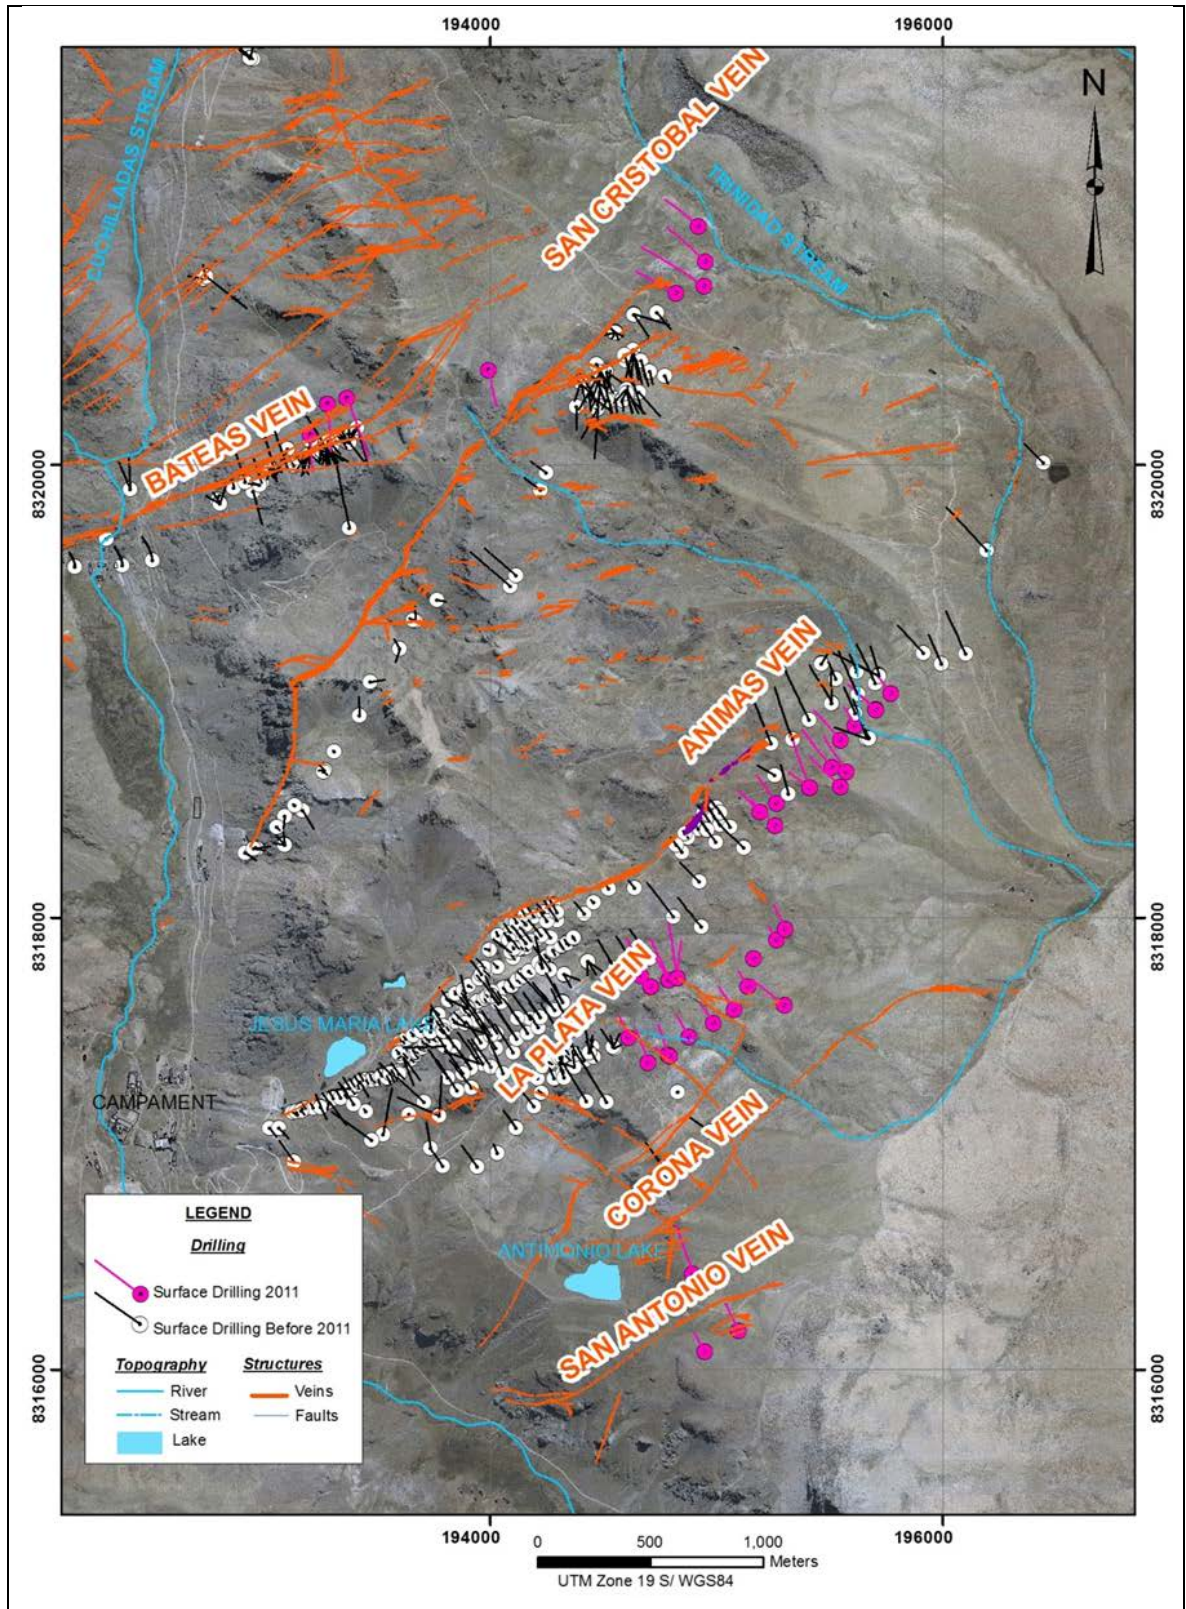 194000
196000
COCHILLADAS STREAM
SAN CRISTOBAL VEIN
N
TRINIDAD STREAM
BATEAS VEIN
8320000
8320000
ANIMAS VEIN
8318000
8318000
LA PLATA VEIN
JESUS MARIA LAKE
CAMPAMENT
CORONA VEIN
ANTIMONIO LAKE
SAN ANTONIO VEIN
LEGEND
Drilling
Surface Drilling 2011
Surface Drilling Before 2011
Topography
Structures
River
Veins
Stream
Faults
Lake
8316000
8316000
194000
196000
0 500 1,000
Meters
UTM Zone 19 S/ WGS84